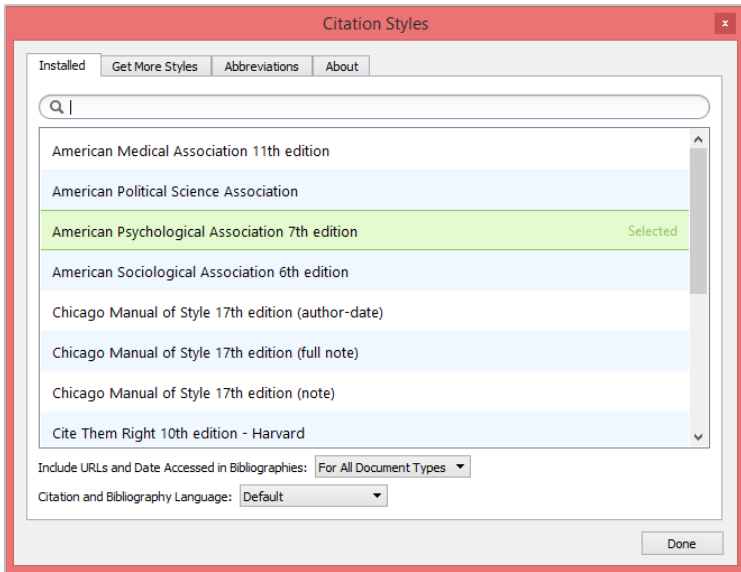 Citation Styles
x
Installed Get More Styles Abbreviations About
American Medical Association 11th edition
American Political Science Association
American Psychological Association 7th edition Selected
American Sociological Association 6th edition
Chicago Manual of Style 17th edition (author-date)
Chicago Manual of Style 17th edition (full note)
Chicago Manual of Style 17th edition (note)
Cite Them Right 10th edition - Harvard
Include URLs and Date Accessed in Bibliographies: For All Document Types
Citation and Bibliography Language: Default
Done